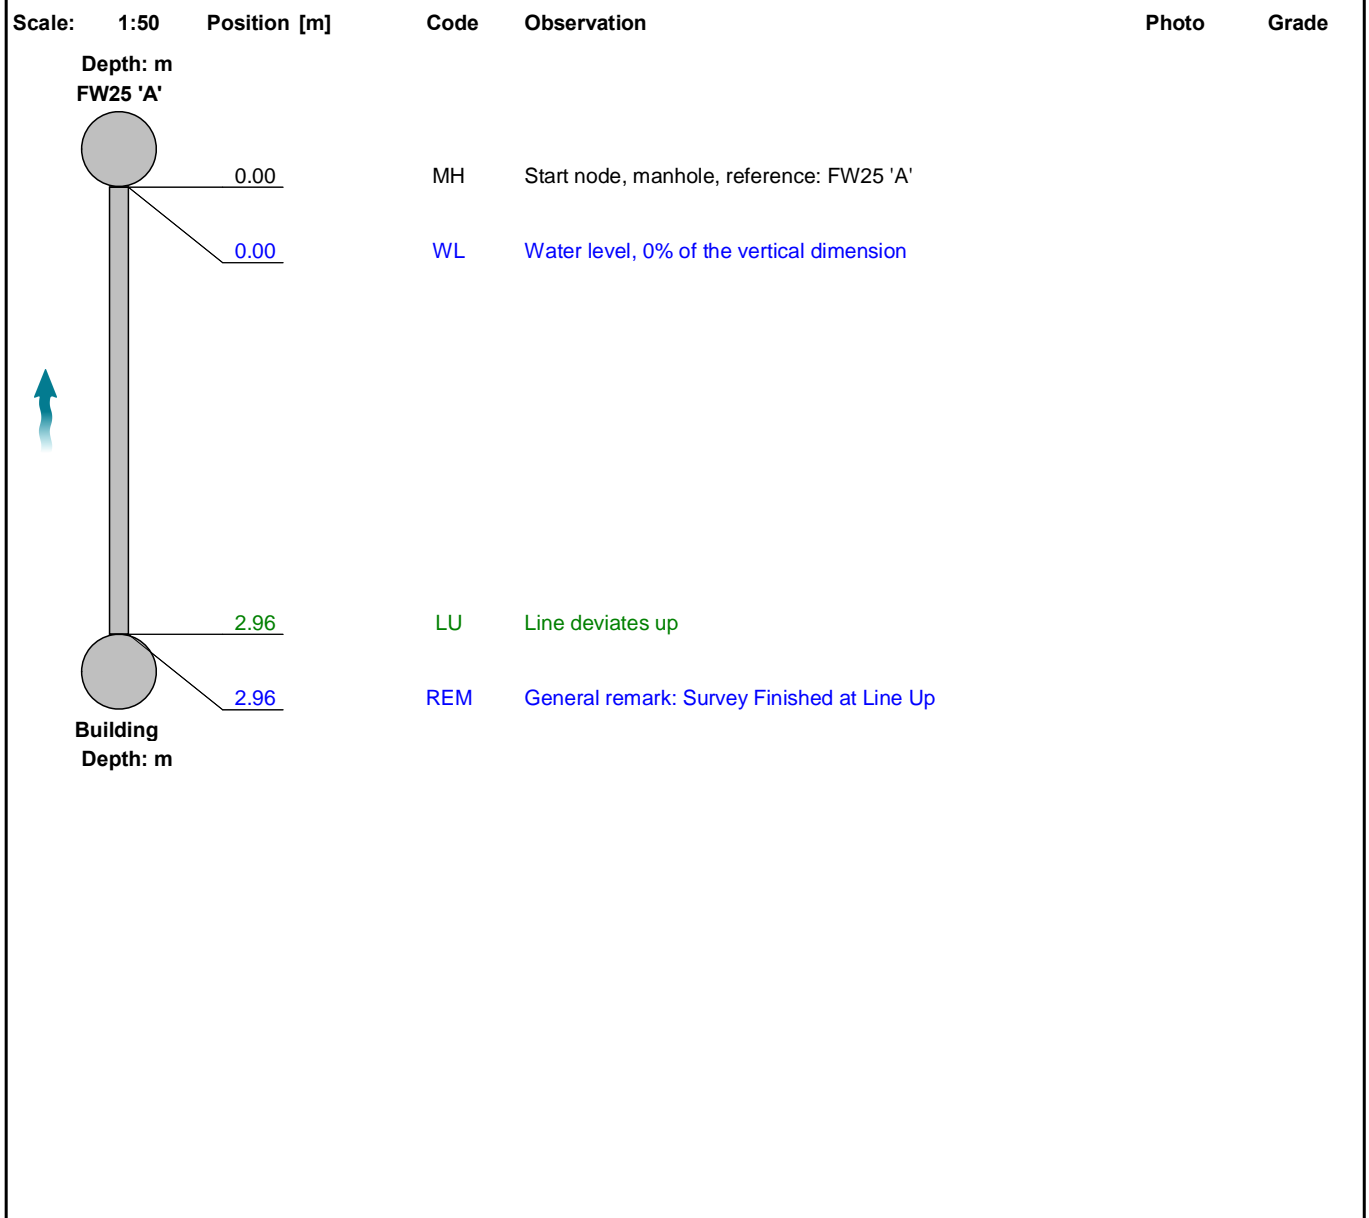 Scale: 1:50 Position [m] Code Observation Photo Grade
Depth: m
FW25 'A'
0.00 MH Start node, manhole, reference: FW25 'A'
0.00 WL Water level, 0% of the vertical dimension
2.96 LU Line deviates up
2.96 REM General remark: Survey Finished at Line Up
Building
Depth: m